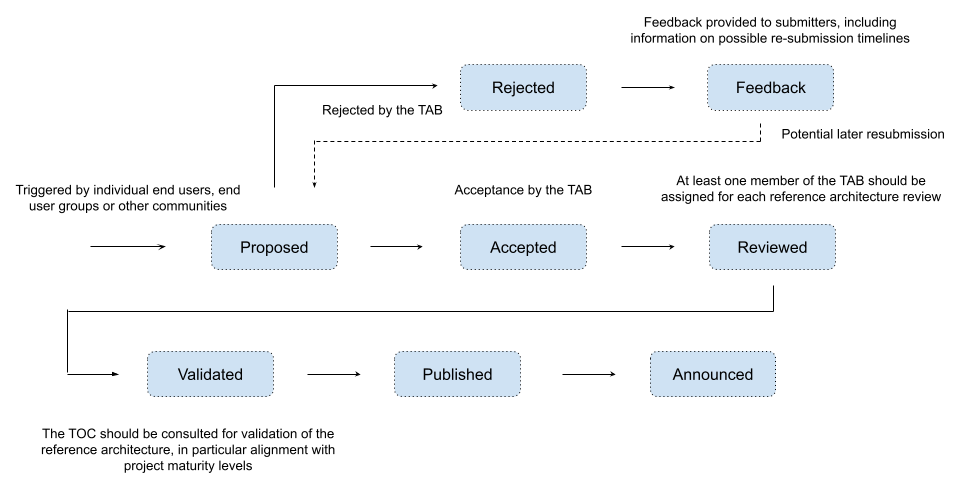 Feedback provided to submitters, including
information on possible re-submission timelines
Rejected
Feedback
Rejected by the TAB
Potential later resubmission
Triggered by individual end users, end
user groups or other communities
Acceptance by the TAB
At least one member of the TAB should be
assigned for each reference architecture review
Proposed
Accepted
Reviewed
Validated
Published
Announced
The TOC should be consulted for validation of the
reference architecture, in particular alignment with
project maturity levels